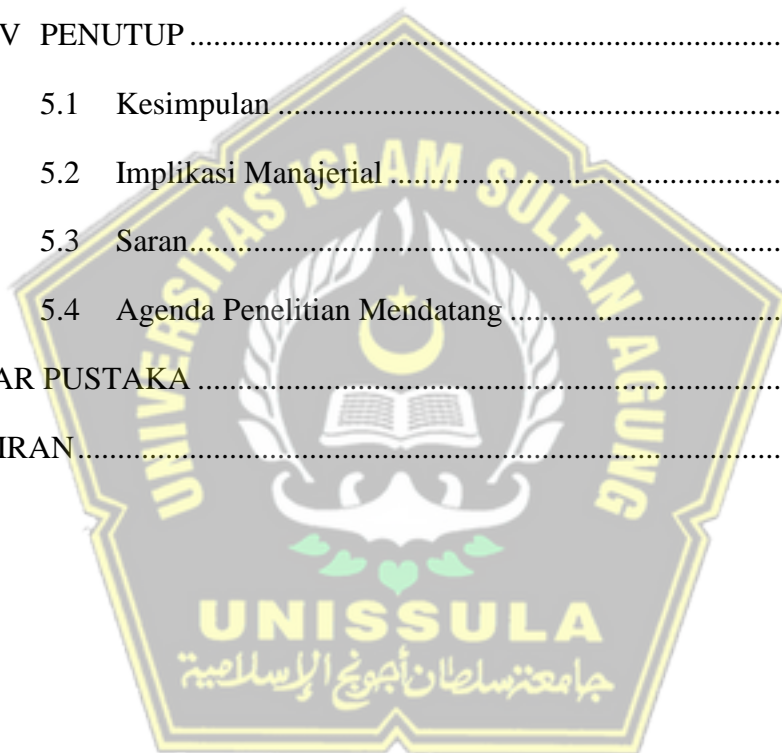 V PENUTUP ..........................................................................
5.1 Kesimpulan ...............................................................
5.2 Implikasi Manajerial .................................................
5.3 Saran..........................................................................
5.4 Agenda Penelitian Mendatang ..................................
AR PUSTAKA .........................................................................
IRAN........................................................................................
UNIVERSITAS ISLAM SULTAN AGUNG
UNISSULA
جامعة سلطان أجونج الإسلامية